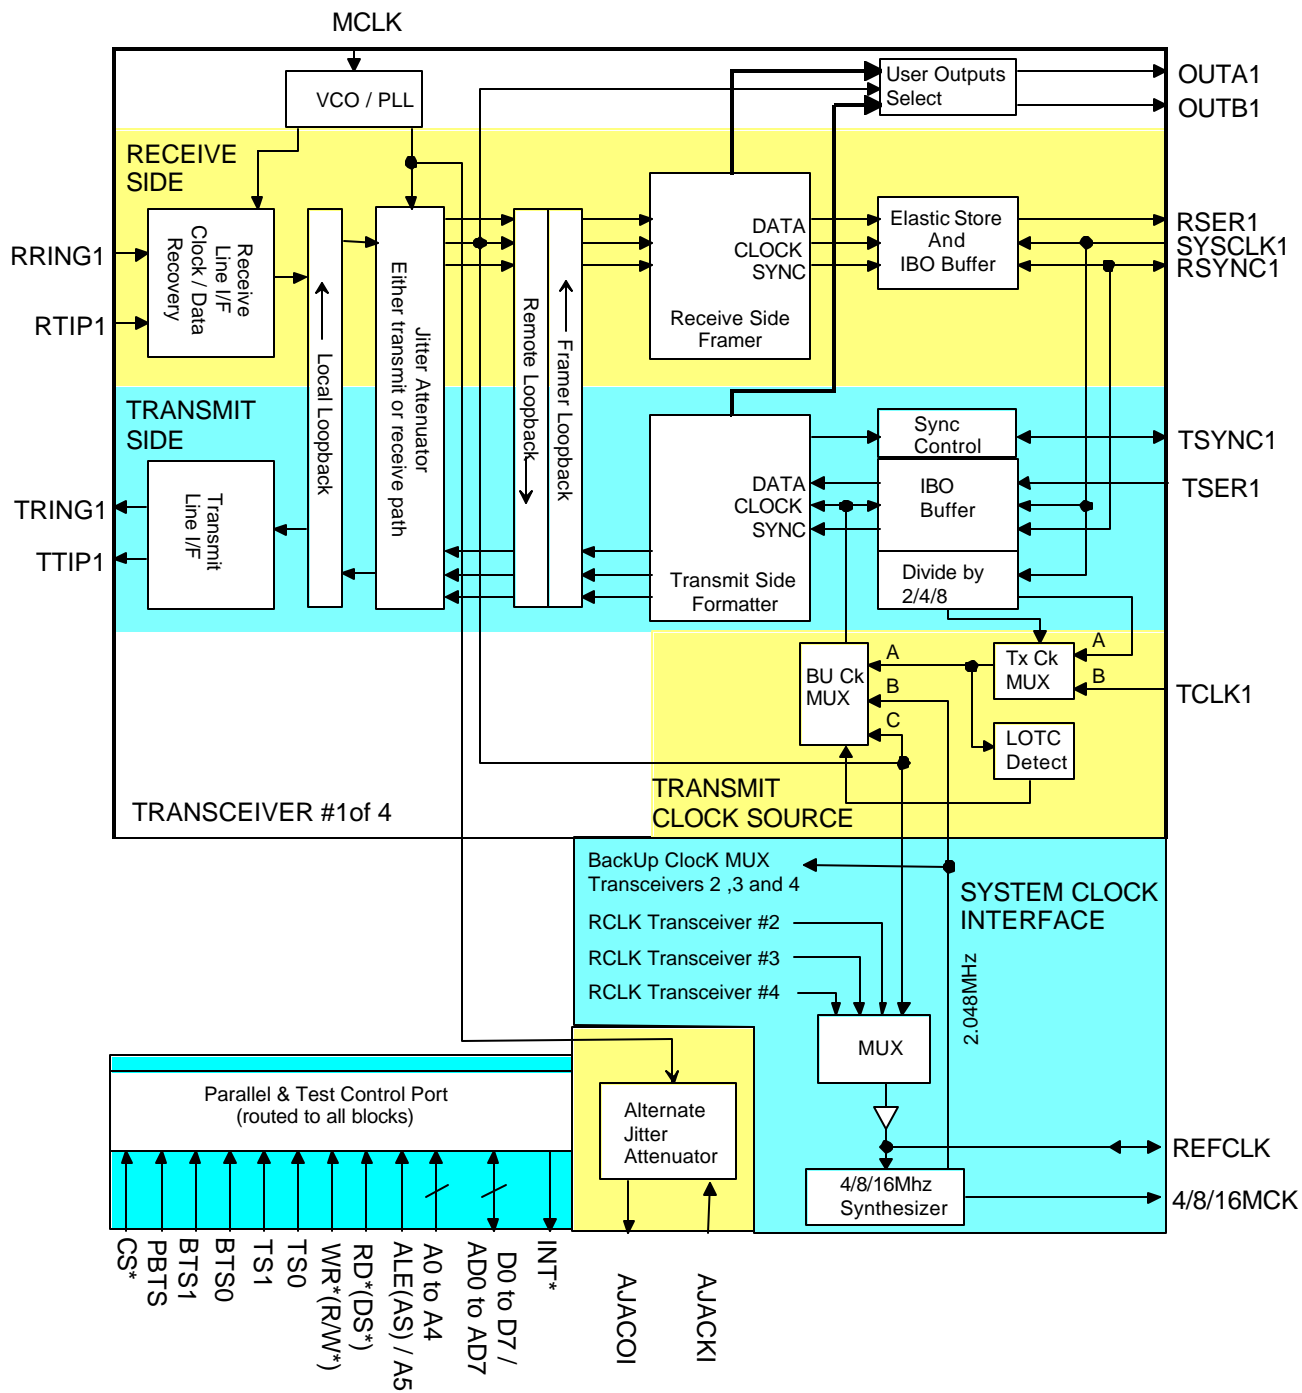 MCLK
VCO / PLL
User Outputs
Select
OUTA1
OUTB1
RECEIVE
SIDE
RRING1
RTIP1
Receive
Line I/F
Clock / Data
Recovery
Local Loopback
Jitter Attenuator
Either transmit or receive path
Remote Loopback
Framer Loopback
DATA
CLOCK
SYNC
Receive Side
Framer
Elastic Store
And
IBO Buffer
RSER1
SYSCLK1
RSYNC1
TRANSMIT
SIDE
TRING1
TTIP1
Transmit
Line I/F
DATA
CLOCK
SYNC
Transmit Side
Formatter
Sync
Control
IBO
Buffer
Divide by
2/4/8
TSYNC1
TSER1
BU Ck
MUX
A
B
C
Tx Ck
MUX
A
B
TCLK1
LOTC
Detect
TRANSMIT
CLOCK SOURCE
TRANSCEIVER #1of 4
BackUp ClocK MUX
Transceivers 2 ,3 and 4
SYSTEM CLOCK
INTERFACE
RCLK Transceiver #2
RCLK Transceiver #3
RCLK Transceiver #4
2.048MHz
MUX
4/8/16Mhz
Synthesizer
REFCLK
4/8/16MCK
Parallel & Test Control Port
(routed to all blocks)
Alternate
Jitter
Attenuator
CS*
PBTS
BTS1
BTS0
TS1
TS0
WR*(R/W*)
RD*(DS*)
ALE(AS) / A5
A0 to A4
D0 to D7 /
AD0 to AD7
INT*
AJACOI
AJACKI